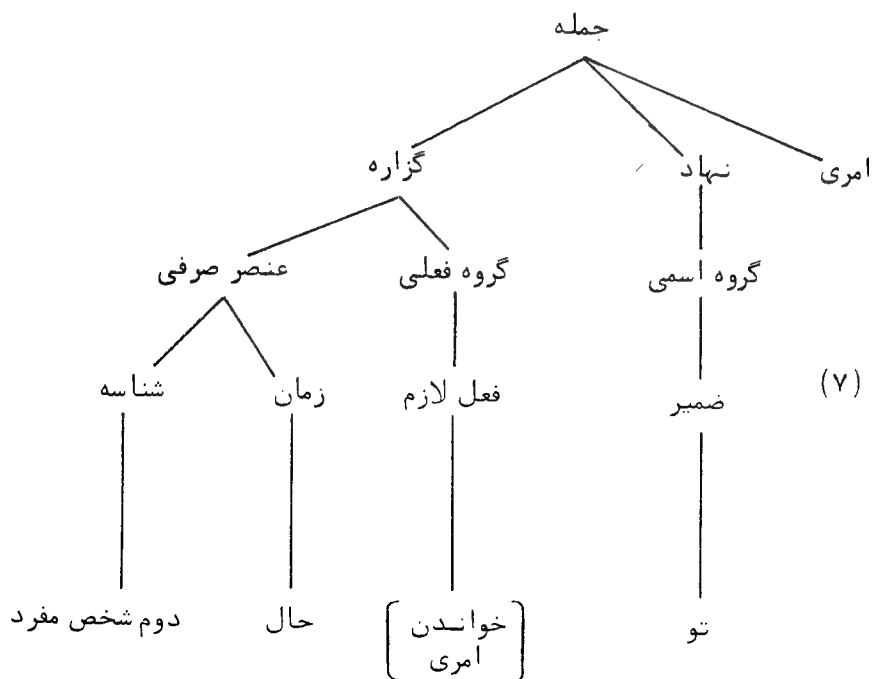 جمله
امری نهاد گزاره
گروه اسمی گروه فعلی عنصر صرفی
(۷) ضمیر فعل لازم زمان شناسه
تو [خواندن حال دوم شخص مفرد
امری]